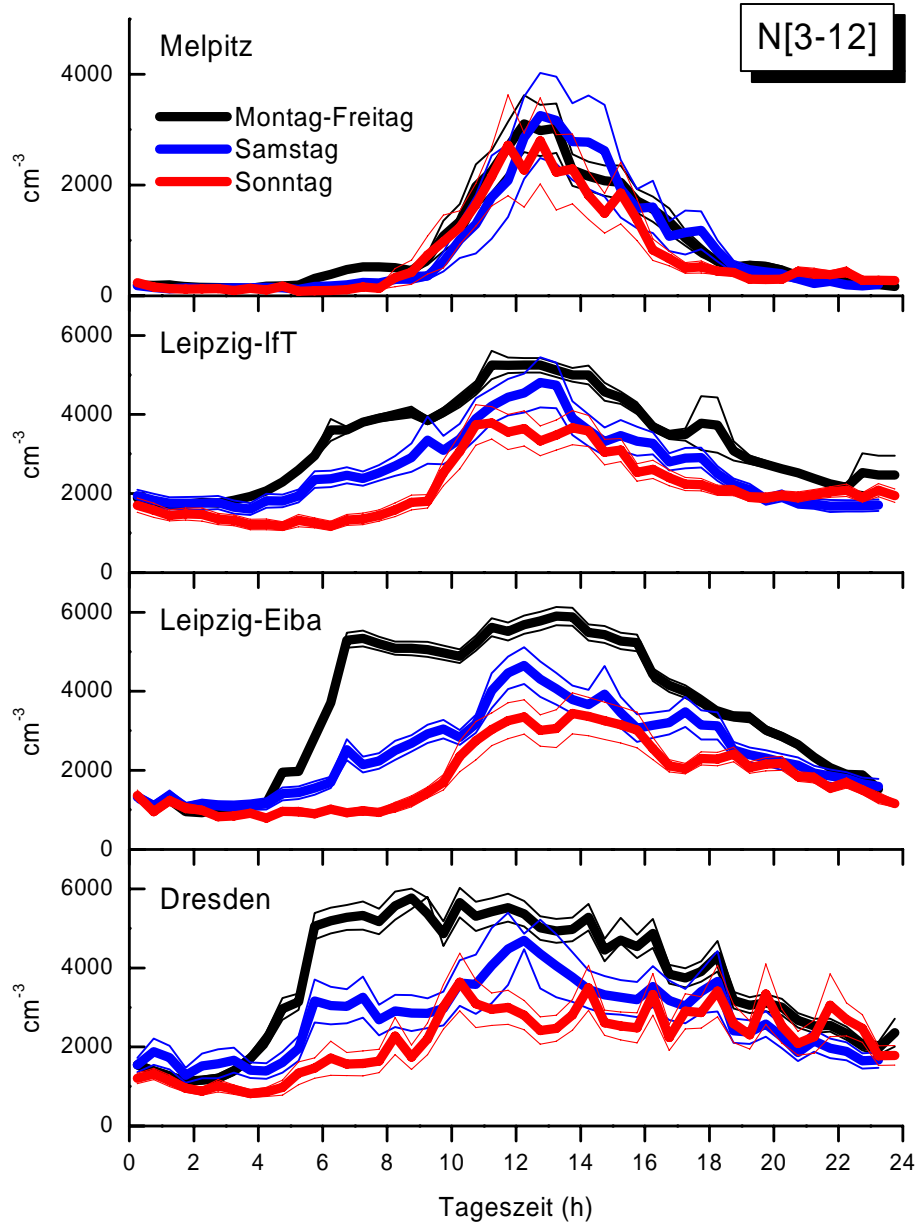 N[3-12]
Melpitz
Montag-Freitag
Samstag
Sonntag
4000
2000
0
cm⁻³
Leipzig-IfT
6000
4000
2000
0
cm⁻³
Leipzig-Eiba
6000
4000
2000
0
cm⁻³
Dresden
6000
4000
2000
0
cm⁻³
0 2 4 6 8 10 12 14 16 18 20 22 24
Tageszeit (h)